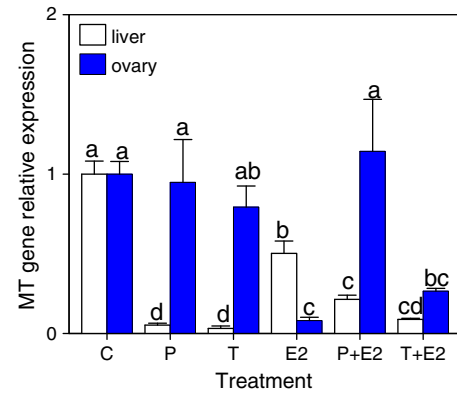 2
liver
ovary
a
a
a
a
ab
b
1
MT gene relative expression
d
d
c
c
cd
bc
0
C P T E2 P+E2 T+E2
Treatment